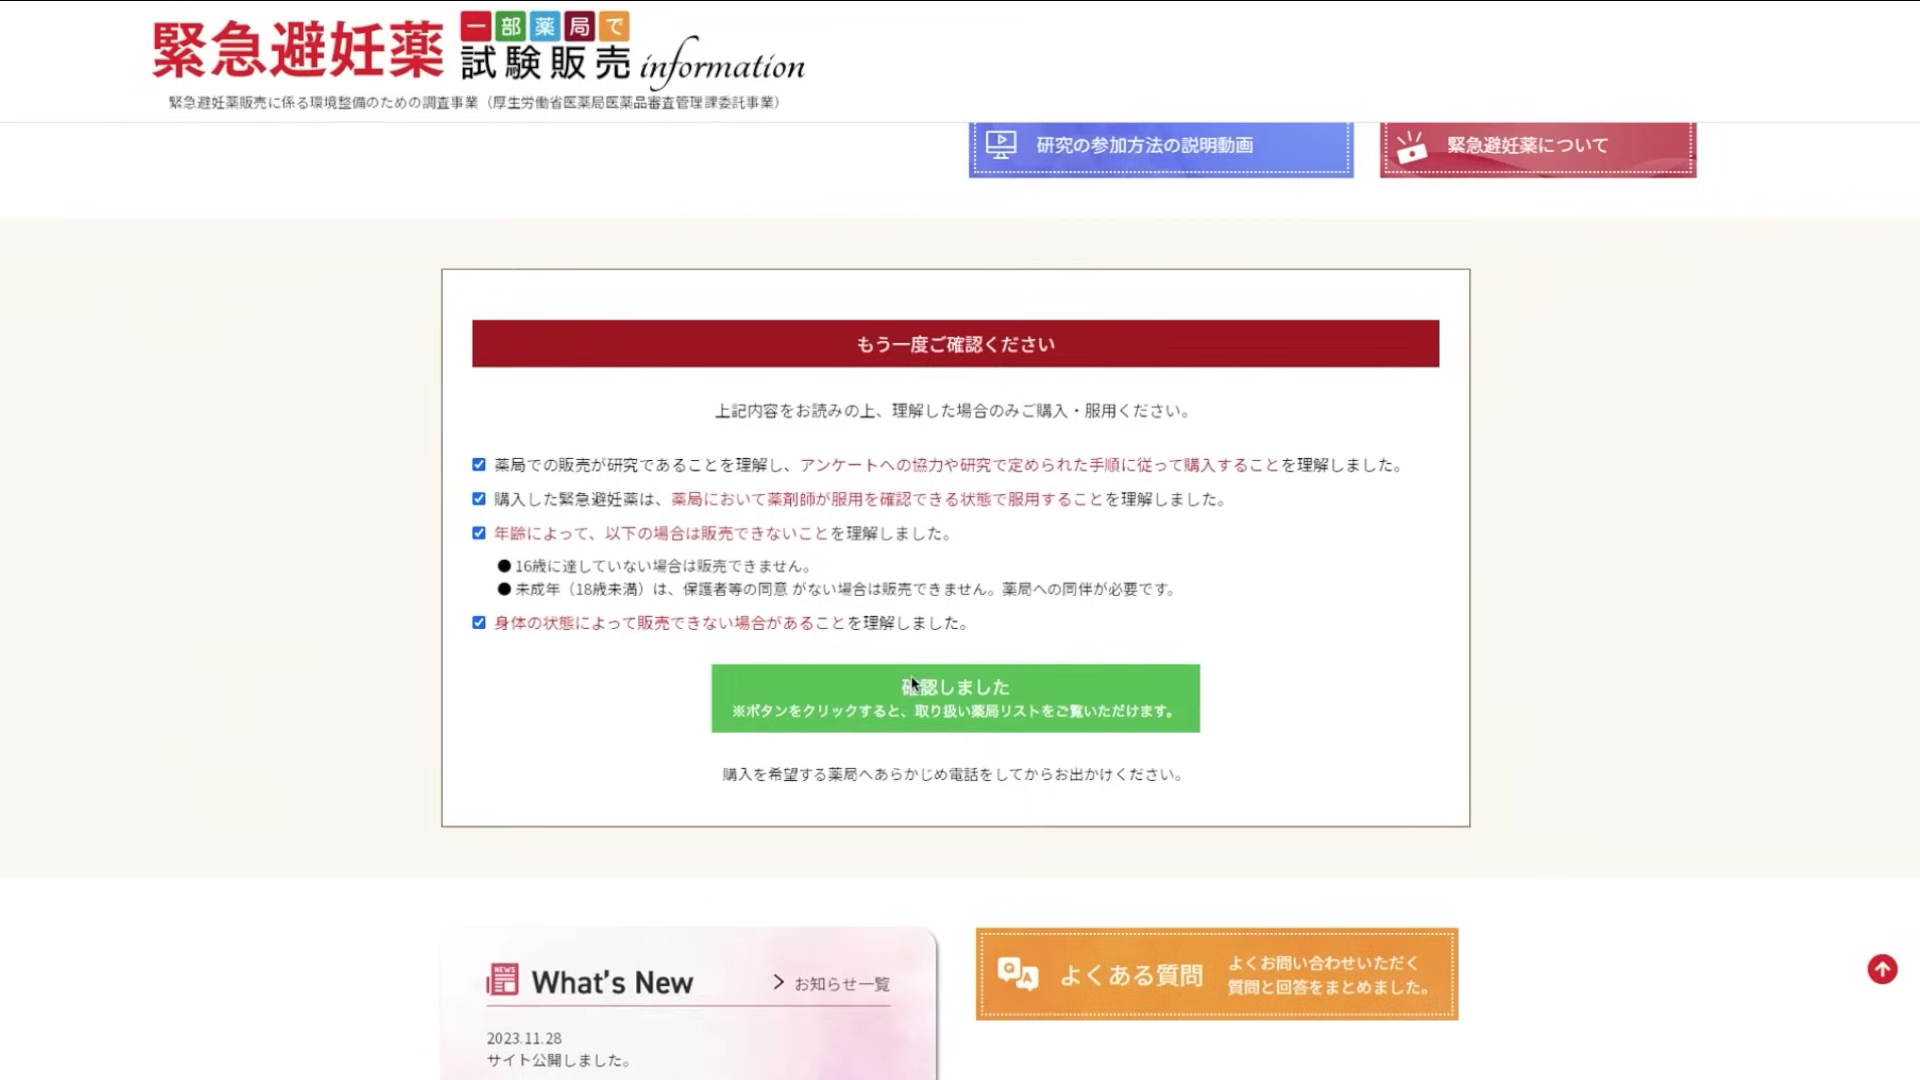 緊急避妊薬 一部薬局で
試験販売 information
緊急避妊薬販売に係る環境整備のための調査事業（厚生労働省医薬局医薬品審査管理課委託事業）
研究の参加方法の説明動画
緊急避妊薬について
もう一度ご確認ください
上記内容をお読みの上、理解した場合のみご購入・服用ください。
薬局での販売が研究であることを理解し、アンケートへの協力や研究で定められた手順に従って購入することを理解しました。
購入した緊急避妊薬は、薬局において薬剤師が服用を確認できる状態で服用することを理解しました。
年齢によって、以下の場合は販売できないことを理解しました。
●16歳に達していない場合は販売できません。
●未成年（18歳未満）は、保護者等の同意 がない場合は販売できません。薬局への同伴が必要です。
身体の状態によって販売できない場合があることを理解しました。
確認しました
※ボタンをクリックすると、取り扱い薬局リストをご覧いただけます。
購入を希望する薬局へあらかじめ電話をしてからお出かけください。
NEWS What's New
お知らせ一覧
2023.11.28
サイト公開しました。
Q A よくある質問
よくお問い合わせいただく
質問と回答をまとめました。